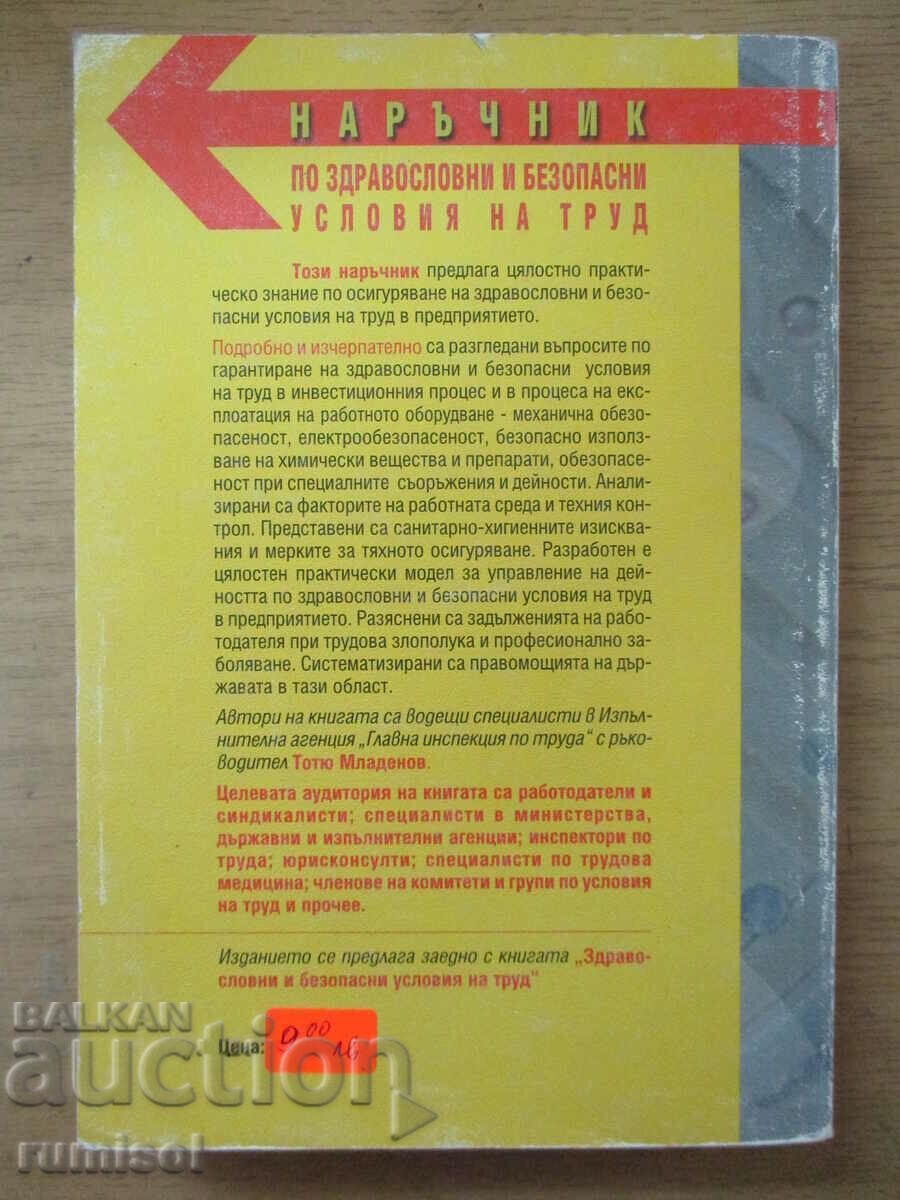 НАРЪЧНИК
ПО ЗДРАВОСЛОВНИ И БЕЗОПАСНИ
УСЛОВИЯ НА ТРУД
Този наръчник предлага цялостно практи-
ческо знание по осигуряване на здравословни и безо-
пасни условия на труд в предприятието.
Подробно и изчерпателно са разгледани въпросите по
гарантиране на здравословни и безопасни условия
на труд в инвестиционния процес и в процеса на екс-
плоатация на работното оборудване - механична обезо-
пасеност, електрообезопасеност, безопасно използ-
ване на химически вещества и препарати, обезопасе-
ност при специалните съоръжения и дейности. Анали-
зирани са факторите на работната среда и техния кон-
трол. Представени са санитарно-хигиенните изисква-
ния и мерките за тяхното осигуряване. Разработен е
цялостен практически модел за управление на дей-
ността по здравословни и безопасни условия на труд
в предприятието. Разяснени са задълженията на рабо-
тодателя при трудова злополука и професионално за-
боляване. Систематизирани са правомощията на дър-
жавата в тази област.
Автори на книгата са водещи специалисти в Изпъл-
нителна агенция „Главна инспекция по труда“ с ръко-
водител Тотю Младенов.
Целевата аудитория на книгата са работодатели и
синдикалисти; специалисти в министерства,
държавни и изпълнителни агенции; инспектори по
труда; юрисконсулти; специалисти по трудова
медицина; членове на комитети и групи по условия
на труд и прочее.
Изданието се предлага заедно с книгата „Здраво-
словни и безопасни условия на труд“
Цена: 9 00 лв.
BALKAN
auction
rumisol